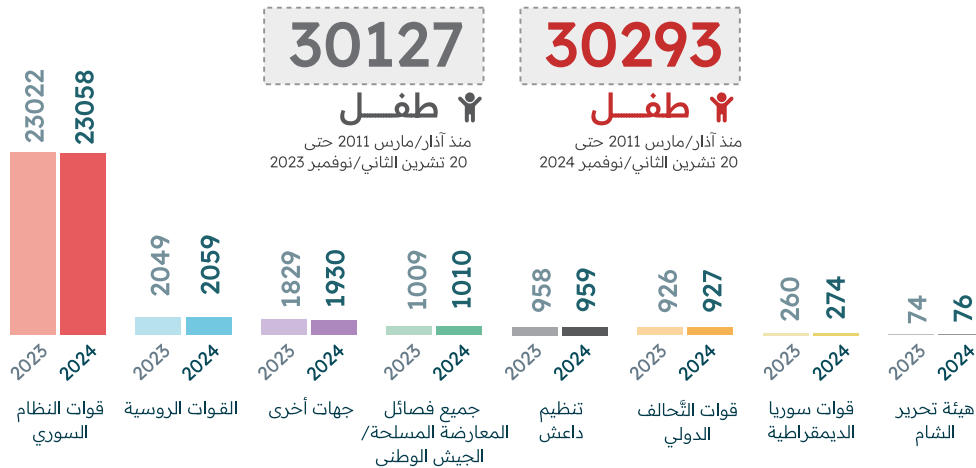 30127
طفــل
منذ آذار/مارس 2011 حتى
20 تشرين الثاني/نوفمبر 2023
30293
طفــل
منذ آذار/مارس 2011 حتى
20 تشرين الثاني/نوفمبر 2024
23022
23058
2023
2024
قوات النظام
السوري
2049
2059
2023
2024
القوات الروسية
1829
1930
2023
2024
جهات أخرى
1009
1010
2023
2024
جميع فصائل
المعارضة المسلحة/
الجيش الوطني
958
959
2023
2024
تنظيم
داعش
926
927
2023
2024
قوات التَّحالف
الدولي
260
274
2023
2024
قوات سوريا
الديمقراطية
74
76
2023
2024
هيئة تحرير
الشام